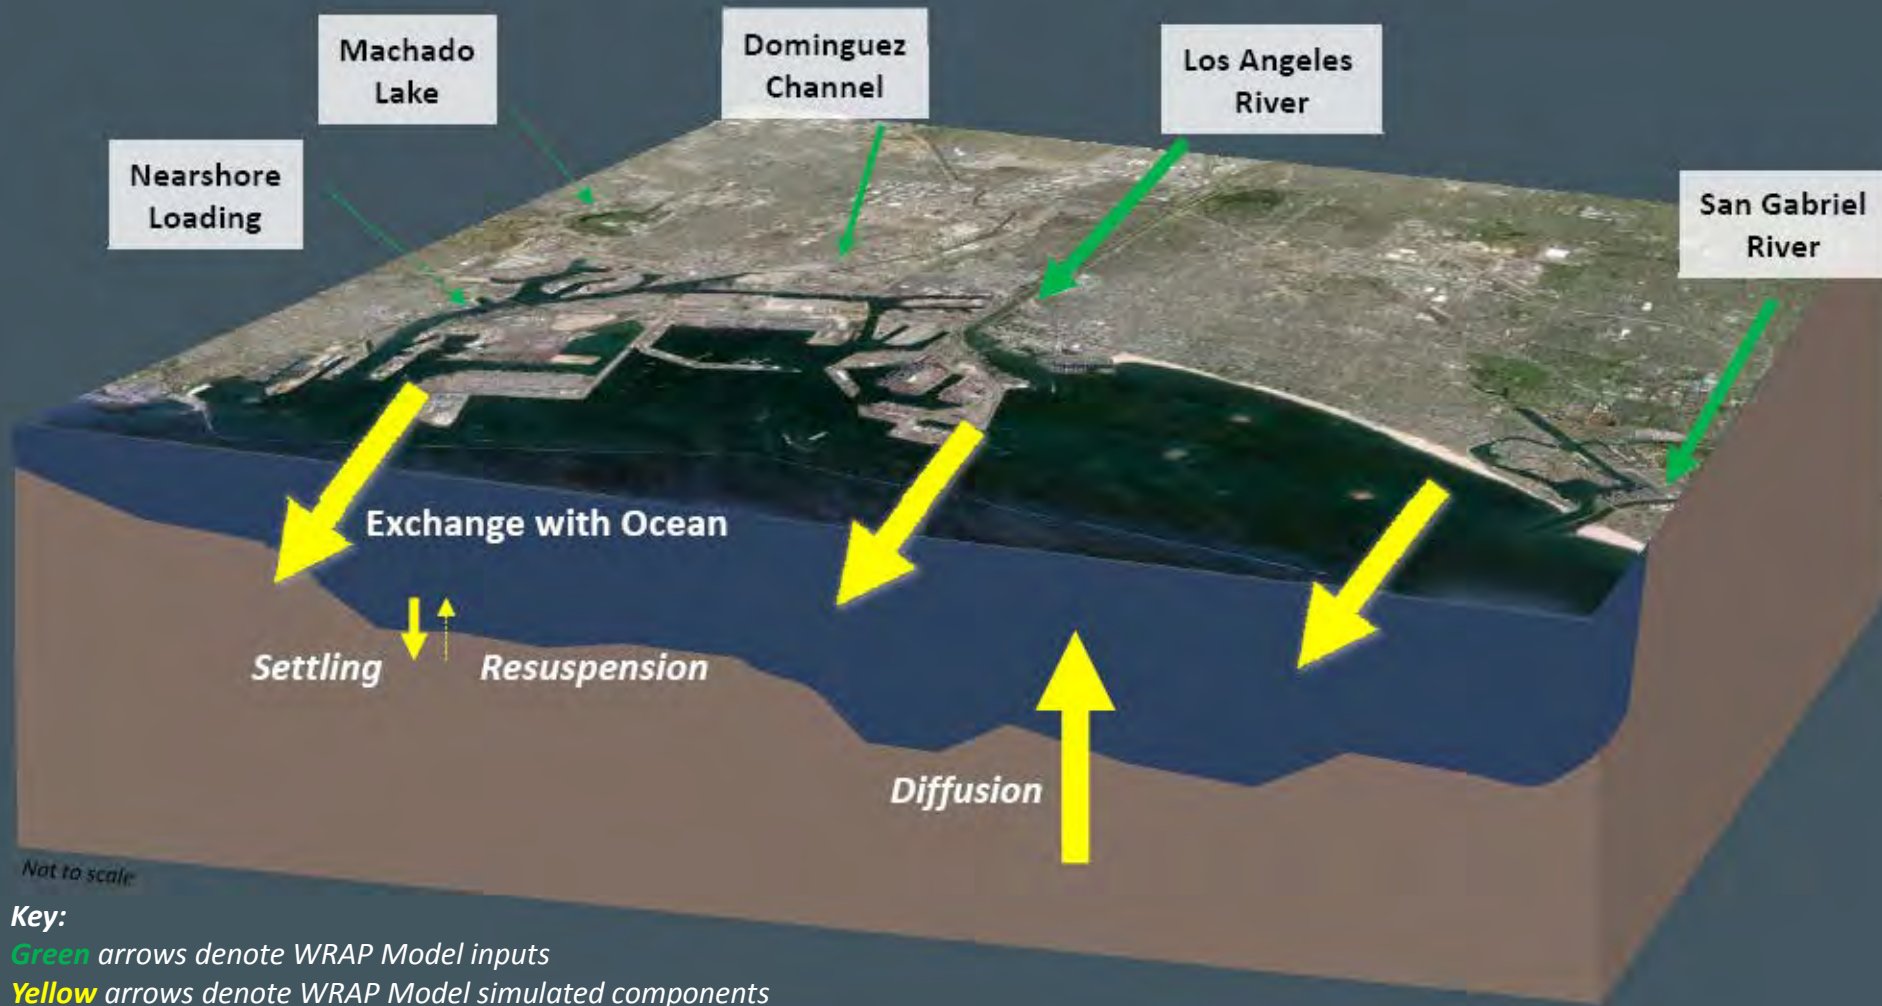 Machado
Lake
Dominguez
Channel
Los Angeles
River
Nearshore
Loading
San Gabriel
River
Exchange with Ocean
Settling
Resuspension
Diffusion
Not to scale
Key:
Green arrows denote WRAP Model inputs
Yellow arrows denote WRAP Model simulated components